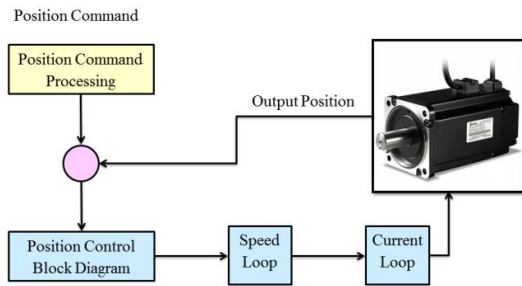 Position Command
Position Command
Processing
Output Position
Position Control
Block Diagram
Speed
Loop
Current
Loop